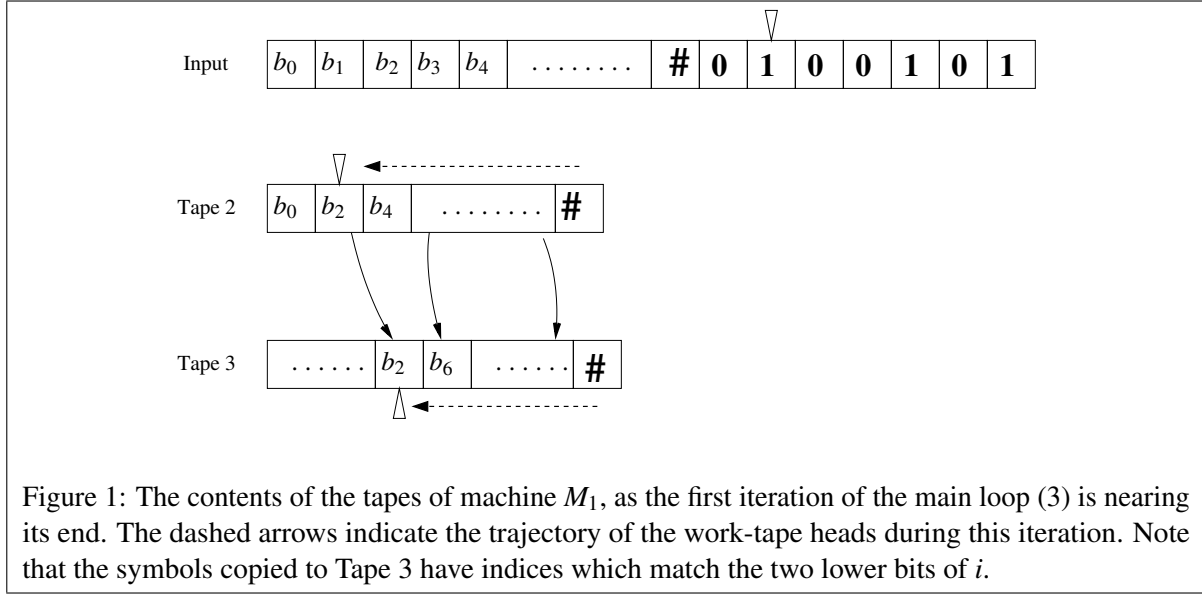 Input b₀ b₁ b₂ b₃ b₄ ........ # 0 1 0 0 1 0 1
Tape 2 b₀ b₂ b₄ ........ #
Tape 3 ...... b₂ b₆ ...... #
Figure 1: The contents of the tapes of machine M₁, as the first iteration of the main loop (3) is nearing
its end. The dashed arrows indicate the trajectory of the work-tape heads during this iteration. Note
that the symbols copied to Tape 3 have indices which match the two lower bits of i.